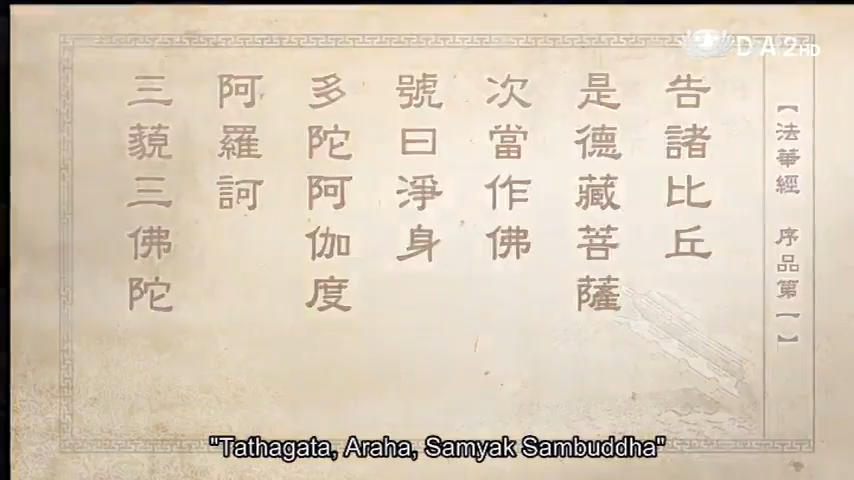 【法華經 序品第一】
告諸比丘
是德藏菩薩
次當作佛
號曰淨身
多陀阿伽度
阿羅訶
三藐三佛陀
DA2HD
"Tathagata, Araha, Samyak Sambuddha"